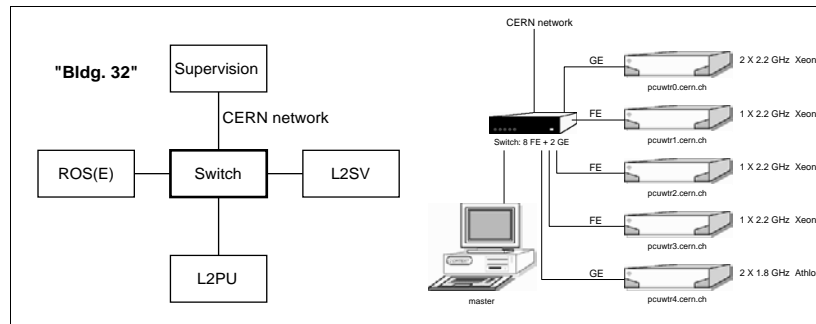 "Bldg. 32"
Supervision
CERN network
ROS(E)
Switch
L2SV
L2PU
CERN network
GE
2 X 2.2 GHz Xeon
pcuwtr0.cern.ch
FE
1 X 2.2 GHz Xeon
pcuwtr1.cern.ch
Switch: 8 FE + 2 GE
FE
1 X 2.2 GHz Xeon
pcuwtr2.cern.ch
FE
1 X 2.2 GHz Xeon
pcuwtr3.cern.ch
GE
2 X 1.8 GHz Athlo
pcuwtr4.cern.ch
master